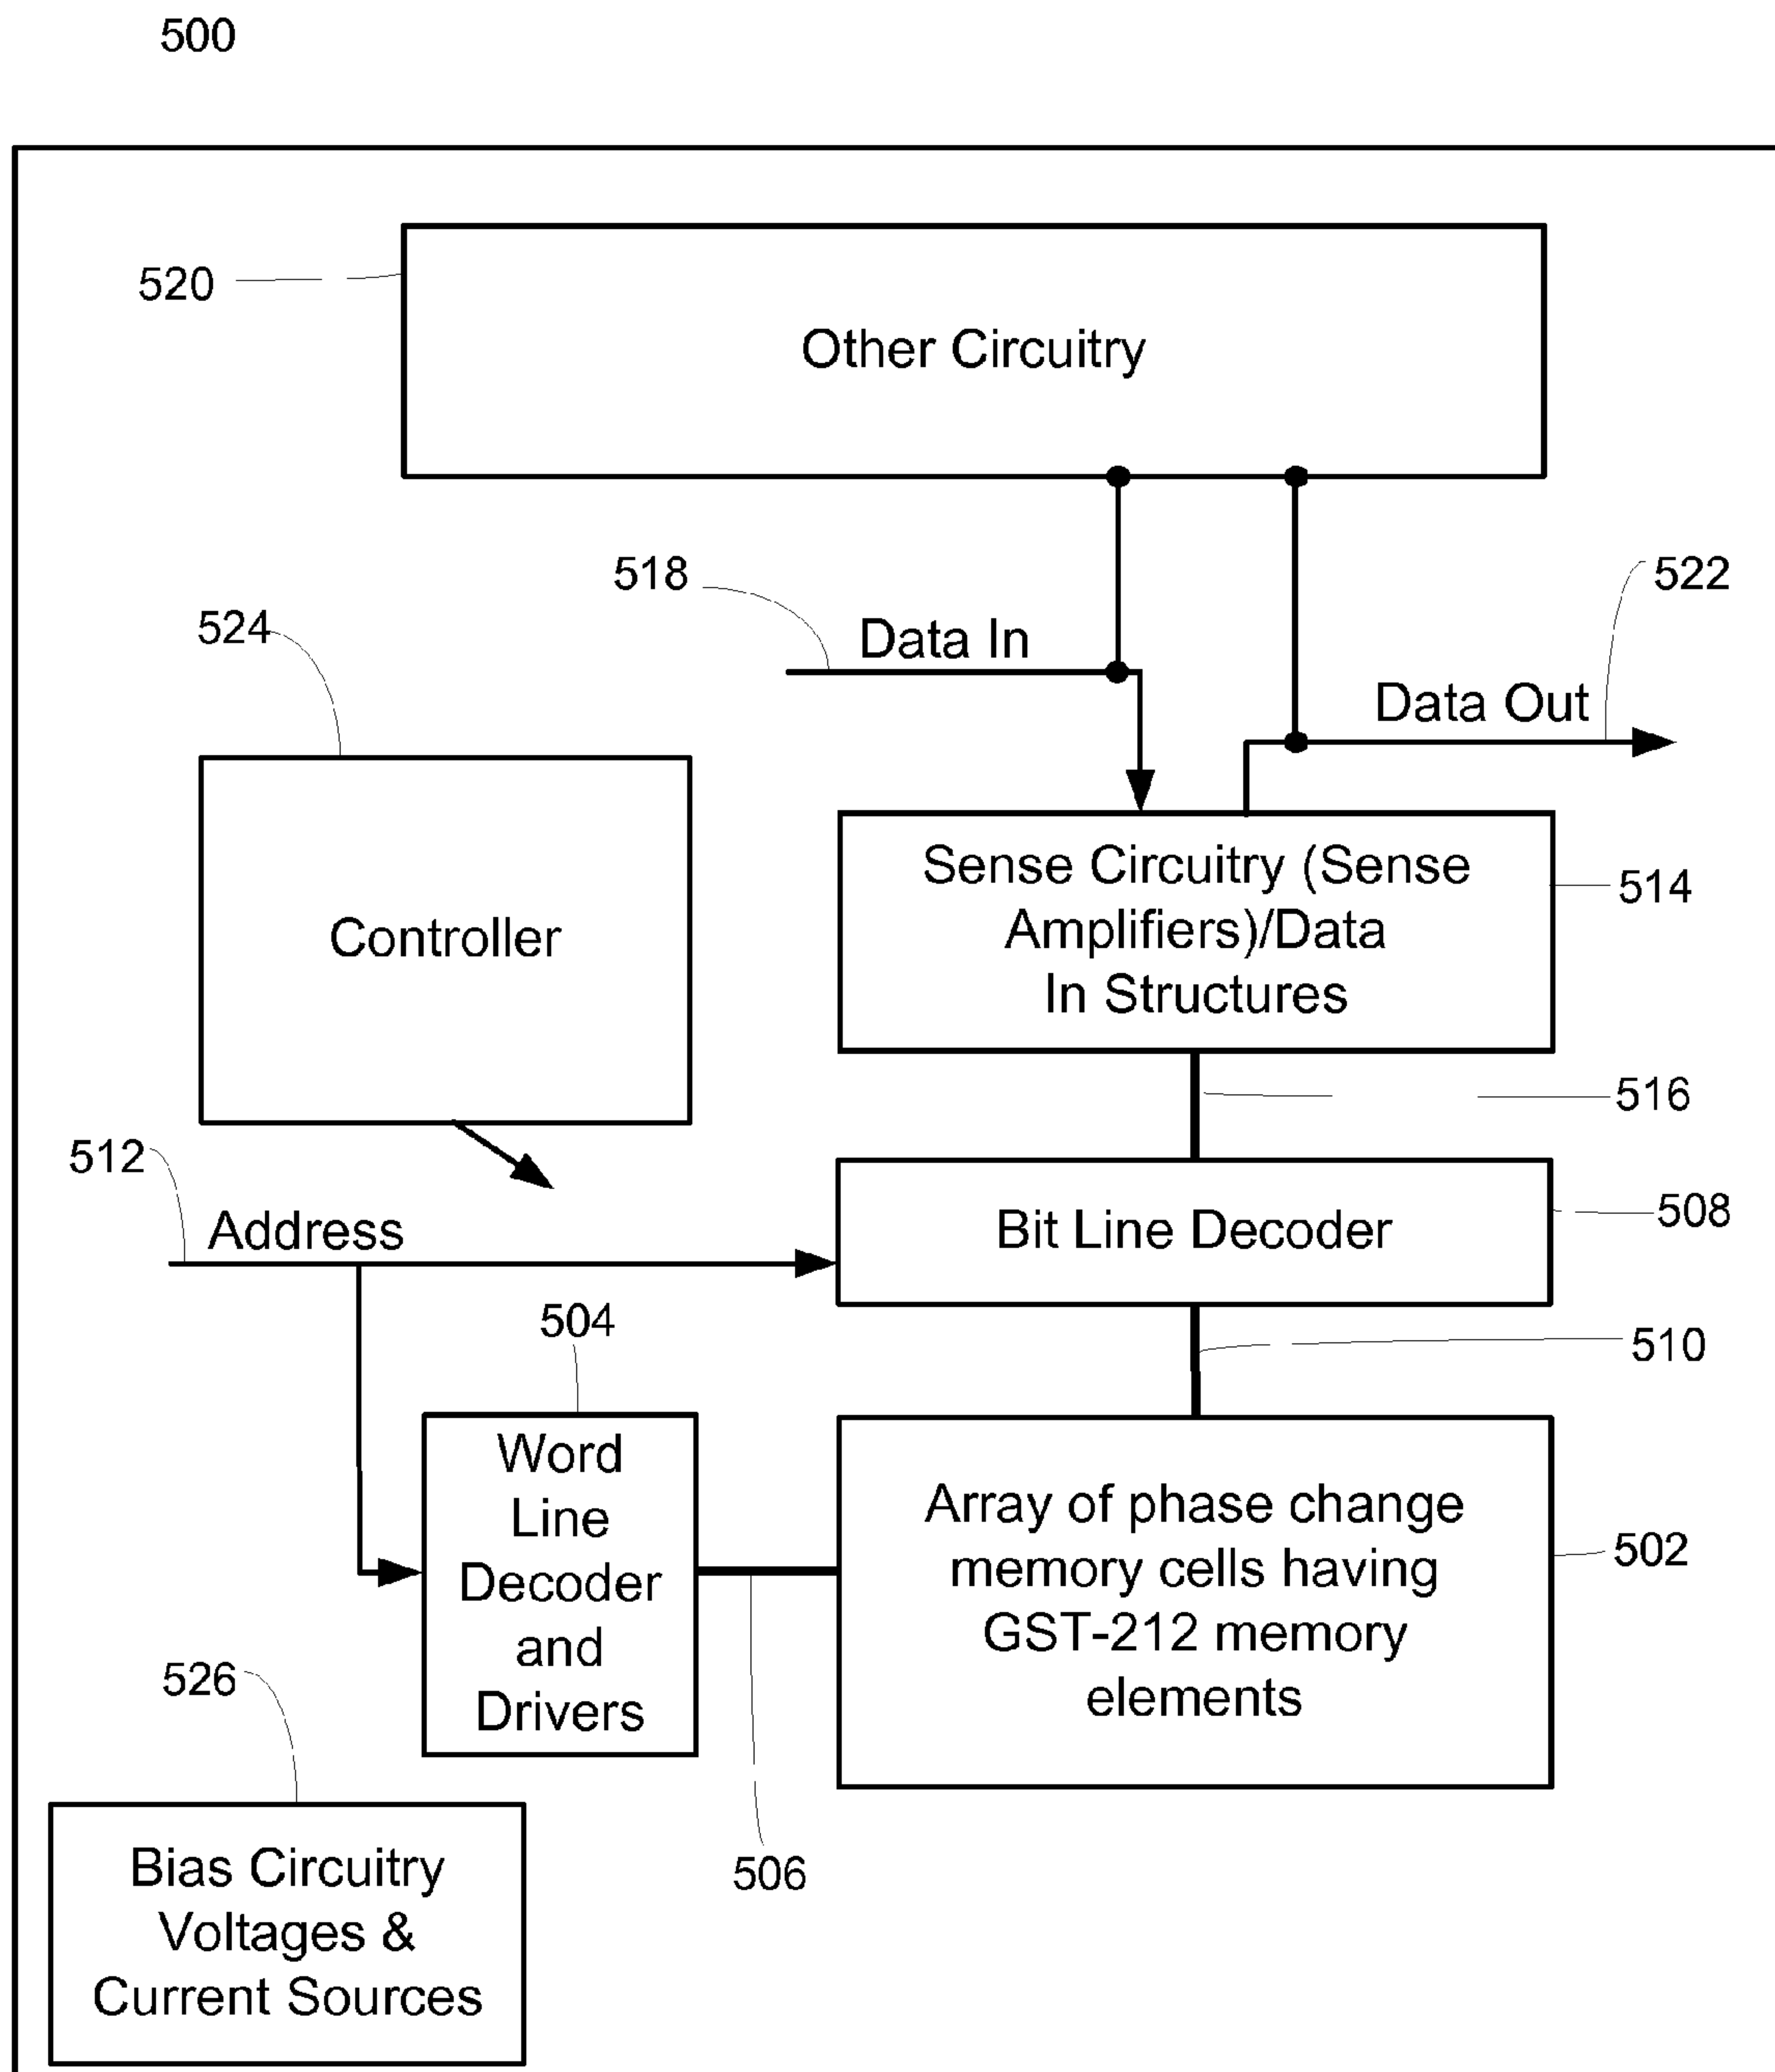 500
520
Other Circuitry
518
522
524
Data In
Data Out
Controller
Sense Circuitry (Sense
Amplifiers)/Data
In Structures
514
516
512
Address
Bit Line Decoder
508
504
510
Word
Line
Decoder
and
Drivers
Array of phase change
memory cells having
GST-212 memory
elements
502
526
506
Bias Circuitry
Voltages &
Current Sources